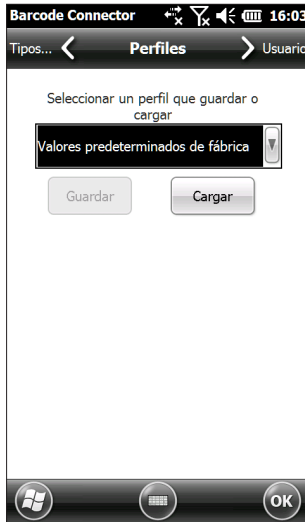 Barcode Connector 16:03
Tipos... Perfiles Usuario
Seleccionar un perfil que guardar o
cargar
Valores predeterminados de fábrica
Guardar Cargar
OK